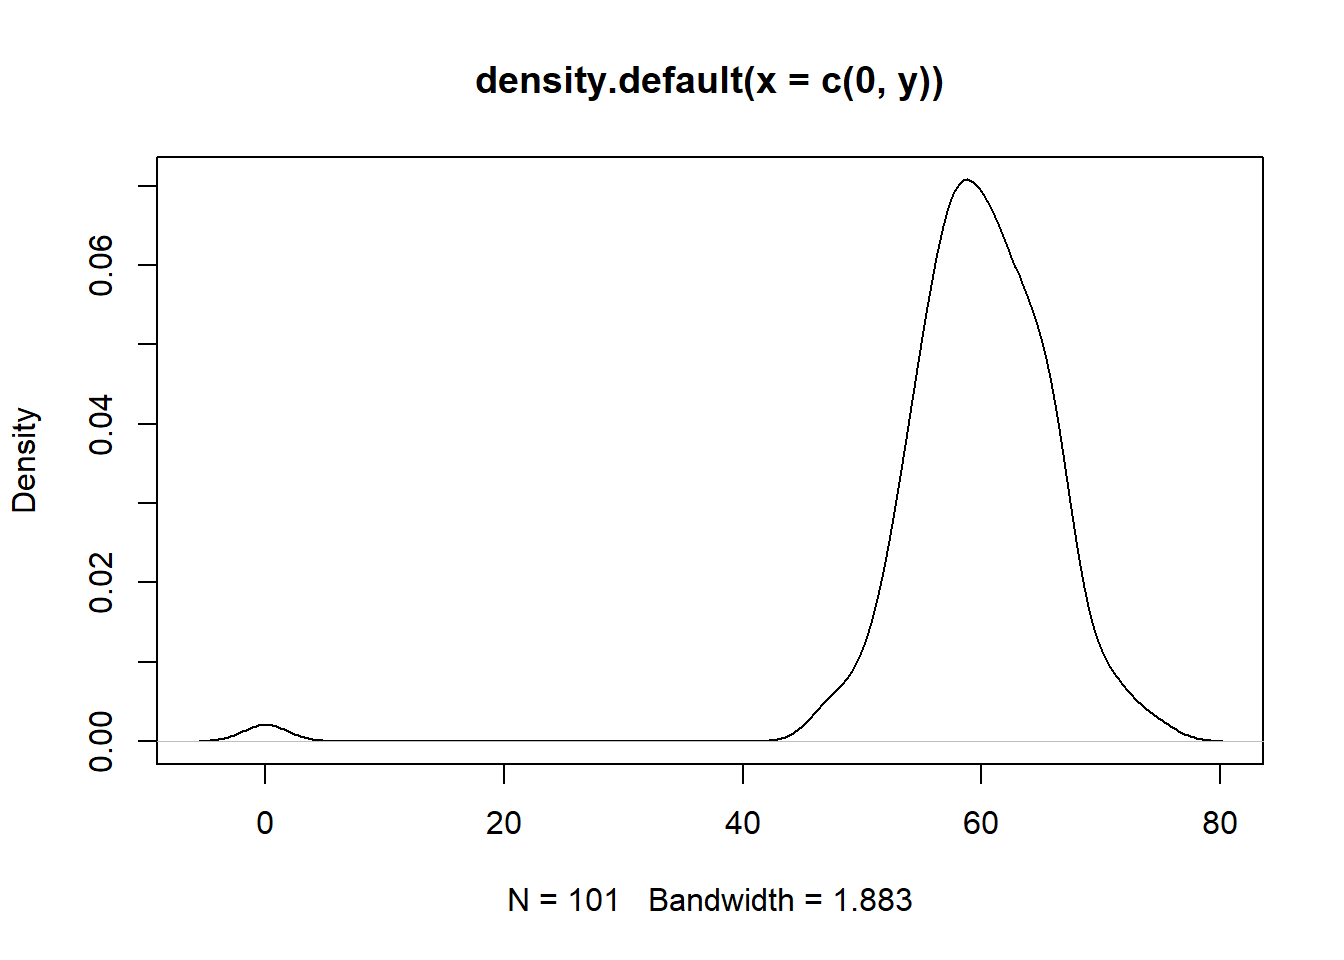 density.default(x = c(0, y))
Density
0.06
0.04
0.02
0.00
0 20 40 60 80
N = 101 Bandwidth = 1.883